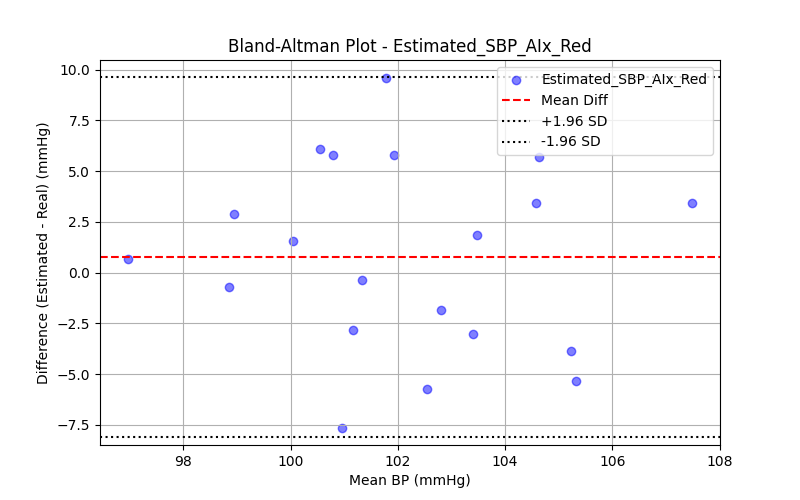 Bland-Altman Plot - Estimated_SBP_AIx_Red
Difference (Estimated - Real) (mmHg)
10.0
7.5
5.0
2.5
0.0
−2.5
−5.0
−7.5
Estimated_SBP_AIx_Red
Mean Diff
+1.96 SD
-1.96 SD
98
100
102
104
106
108
Mean BP (mmHg)